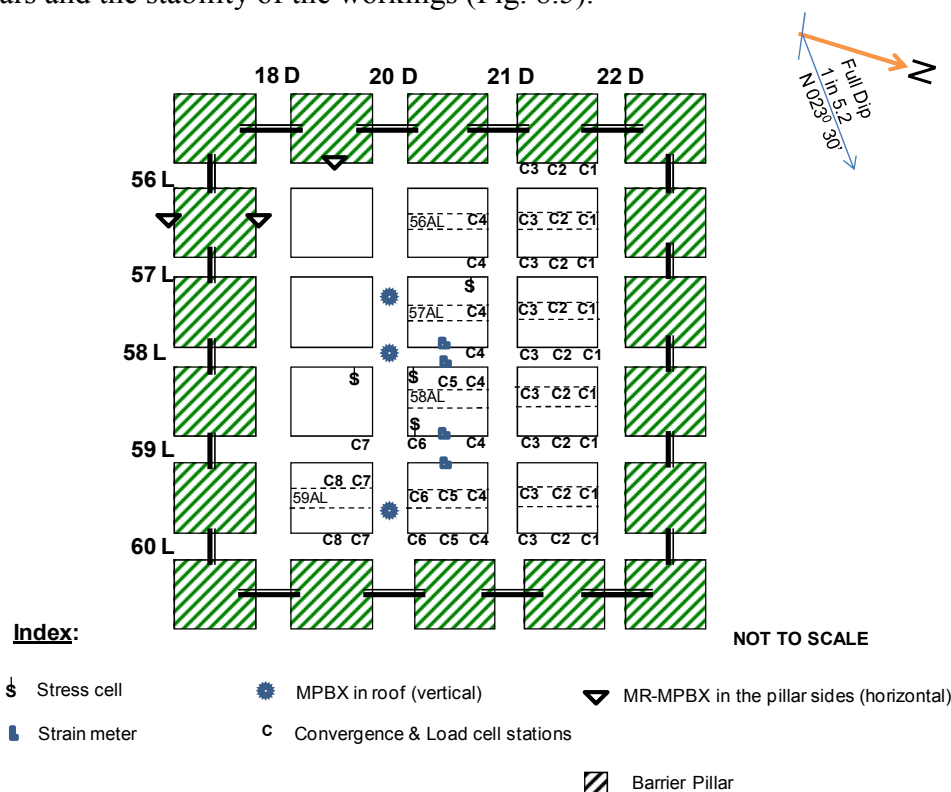 ars and the stability of the workings (Fig. 6.5).
Full Dip
1 in 5.2
N 023⁰ 30'
N
18 D 20 D 21 D 22 D
C3 C2 C1
56 L
56AL C4 C3 C2 C1
C4 C3 C2 C1
57 L
S
57AL C4 C3 C2 C1
58 L C4 C3 C2 C1
S S C5 C4
58AL C3 C2 C1
S
C7 C6 C4 C3 C2 C1
59 L
C8 C7
59AL C6 C5 C4 C3 C2 C1
C8 C7 C6 C5 C4 C3 C2 C1
60 L
Index:
NOT TO SCALE
S Stress cell
MPBX in roof (vertical)
MR-MPBX in the pillar sides (horizontal)
Strain meter
C Convergence & Load cell stations
Barrier Pillar